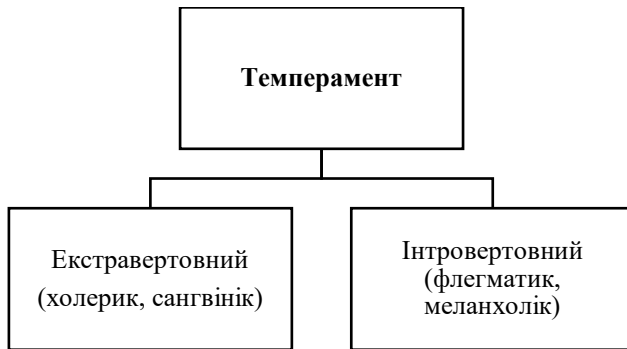 Темперамент
Екстравертовний
(холерик, сангвінік)
Інтровертовний
(флегматик,
меланхолік)